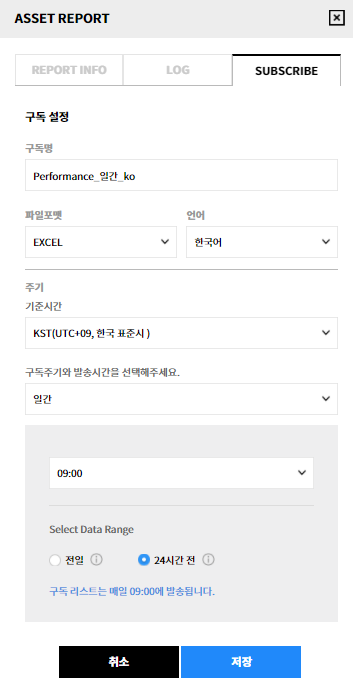 ASSET REPORT
REPORT INFO LOG SUBSCRIBE
구독 설정
구독명
Performance_일간_ko
파일포멧 언어
EXCEL 한국어
주기
기준시간
KST(UTC+09, 한국 표준시 )
구독주기와 발송시간을 선택해주세요.
일간
09:00
Select Data Range
전일 24시간 전
구독 리스트는 매일 09:00에 발송됩니다.
취소 저장